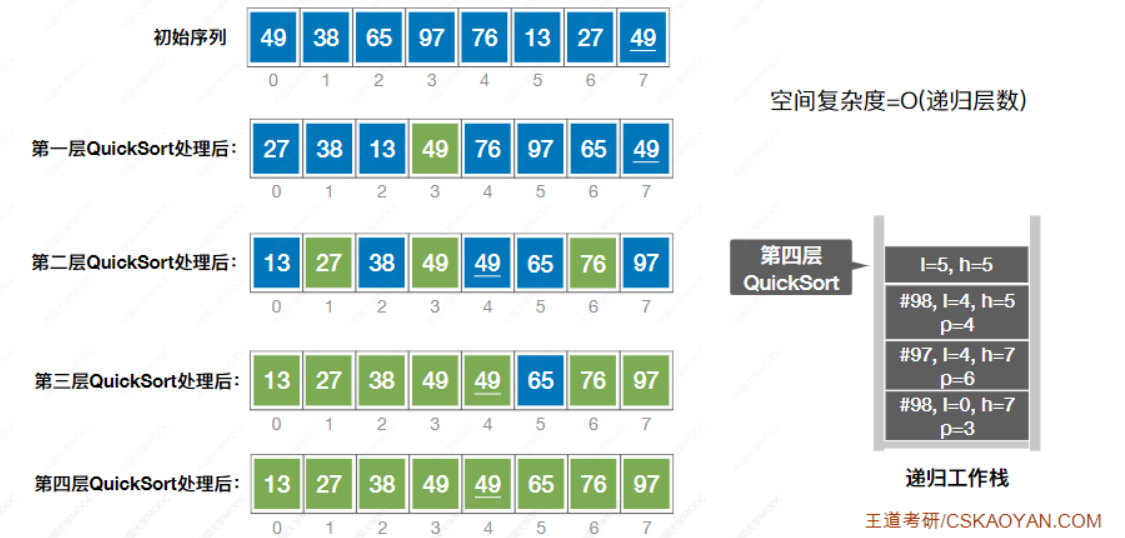 初始序列
49 38 65 97 76 13 27 49
0 1 2 3 4 5 6 7
空间复杂度=O(递归层数)
第一层QuickSort处理后:
27 38 13 49 76 97 65 49
0 1 2 3 4 5 6 7
第二层QuickSort处理后:
13 27 38 49 49 65 76 97
0 1 2 3 4 5 6 7
第三层QuickSort处理后:
13 27 38 49 49 65 76 97
0 1 2 3 4 5 6 7
第四层QuickSort处理后:
13 27 38 49 49 65 76 97
0 1 2 3 4 5 6 7
第四层
QuickSort
l=5, h=5
#98, l=4, h=5
p=4
#97, l=4, h=7
p=6
#98, l=0, h=7
p=3
递归工作栈
王道考研/CSKAOYAN.COM